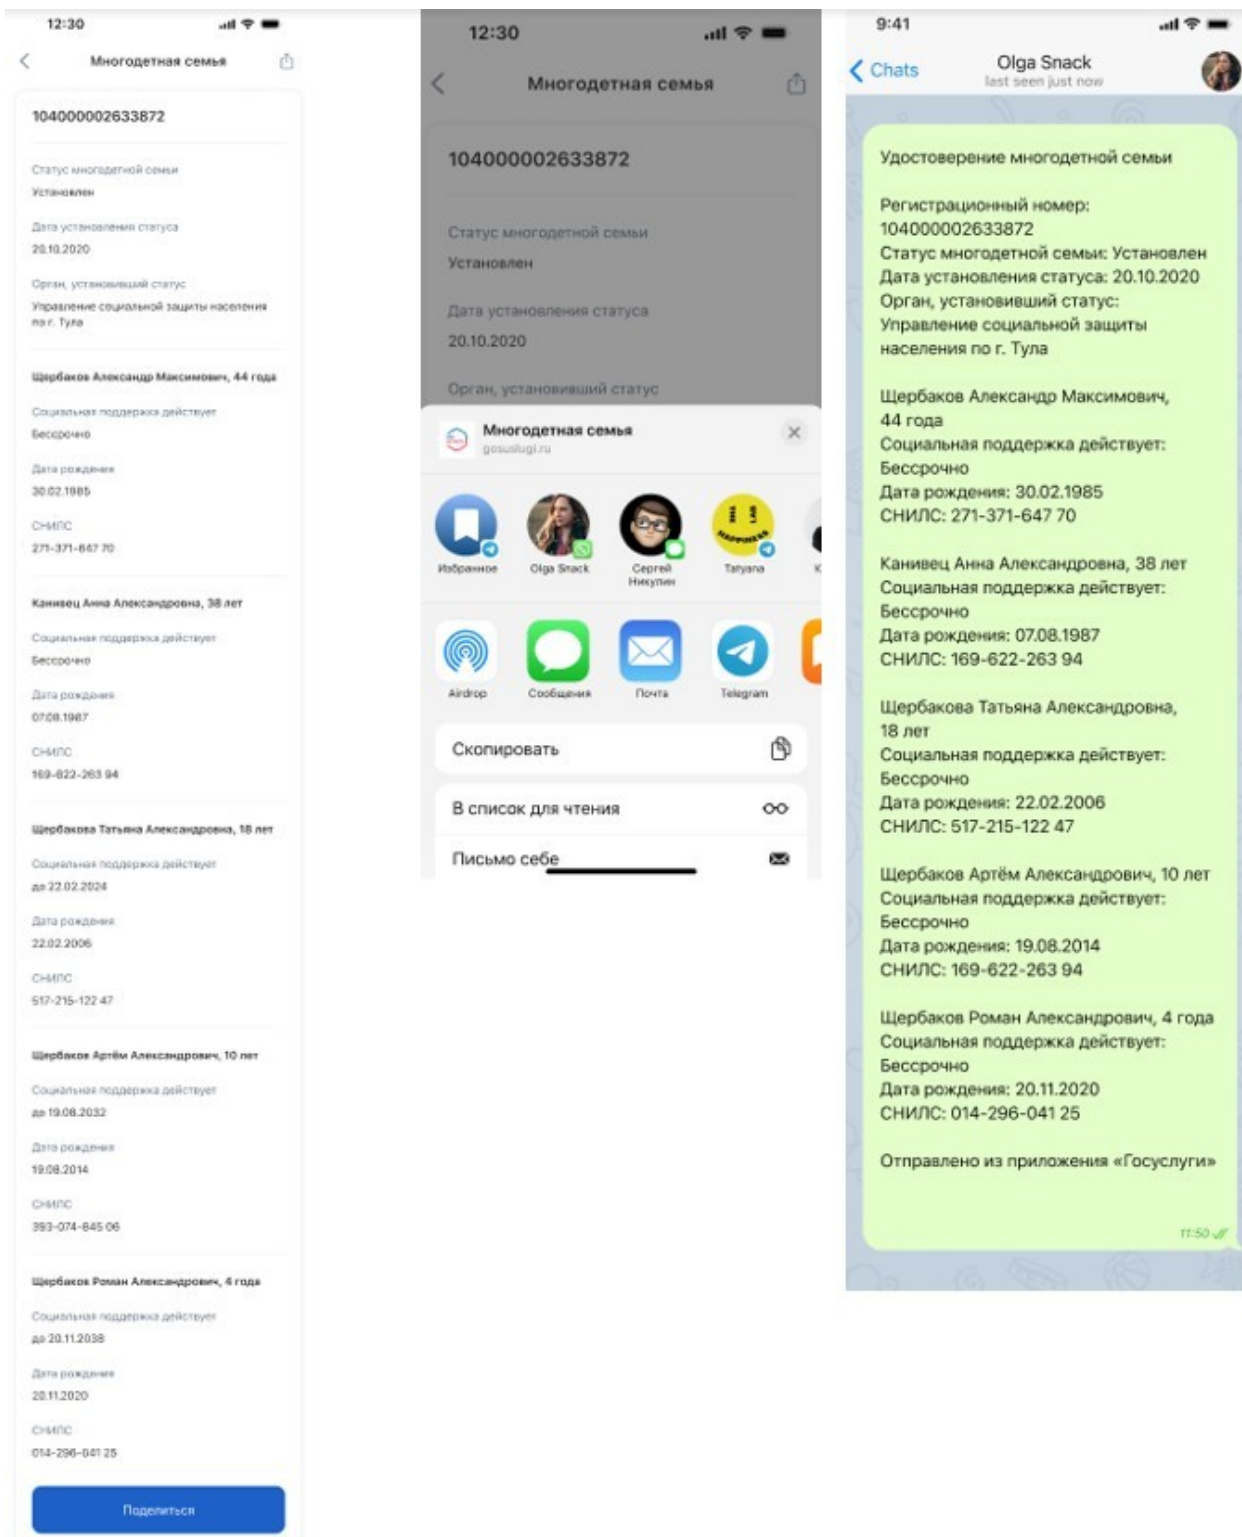 12:30
Многодетная семья
104000002633872
Статус многодетной семьи
Установлен
Дата установления статуса
20.10.2020
Орган, установивший статус
Управление социальной защиты населения
по г. Тула
Щербаков Александр Максимович, 44 года
Социальная поддержка действует
Бессрочно
Дата рождения
30.02.1985
СНИЛС
271-371-647 70
Канивец Анна Александровна, 38 лет
Социальная поддержка действует
Бессрочно
Дата рождения
07.08.1987
СНИЛС
169-622-263 94
Щербакова Татьяна Александровна, 18 лет
Социальная поддержка действует
до 22.02.2024
Дата рождения
22.02.2006
СНИЛС
517-215-122 47
Щербаков Артём Александрович, 10 лет
Социальная поддержка действует
до 19.08.2032
Дата рождения
19.08.2014
СНИЛС
393-074-845 06
Щербаков Роман Александрович, 4 года
Социальная поддержка действует
до 20.11.2038
Дата рождения
20.11.2020
СНИЛС
014-296-041 25
Поделиться
12:30
Многодетная семья
104000002633872
Статус многодетной семьи
Установлен
Дата установления статуса
20.10.2020
Орган, установивший статус
Многодетная семья
gosuslugi.ru
HAPPINESS
LAB
Избранное
Olga Snack
Сергей
Никулин
Tatyana
К
Airdrop
Сообщения
Почта
Telegram
Скопировать
В список для чтения
Письмо себе
9:41
Chats
Olga Snack
last seen just now
Удостоверение многодетной семьи
Регистрационный номер:
104000002633872
Статус многодетной семьи: Установлен
Дата установления статуса: 20.10.2020
Орган, установивший статус:
Управление социальной защиты
населения по г. Тула
Щербаков Александр Максимович,
44 года
Социальная поддержка действует:
Бессрочно
Дата рождения: 30.02.1985
СНИЛС: 271-371-647 70
Канивец Анна Александровна, 38 лет
Социальная поддержка действует:
Бессрочно
Дата рождения: 07.08.1987
СНИЛС: 169-622-263 94
Щербакова Татьяна Александровна,
18 лет
Социальная поддержка действует:
Бессрочно
Дата рождения: 22.02.2006
СНИЛС: 517-215-122 47
Щербаков Артём Александрович, 10 лет
Социальная поддержка действует:
Бессрочно
Дата рождения: 19.08.2014
СНИЛС: 169-622-263 94
Щербаков Роман Александрович, 4 года
Социальная поддержка действует:
Бессрочно
Дата рождения: 20.11.2020
СНИЛС: 014-296-041 25
Отправлено из приложения «Госуслуги»
11:50